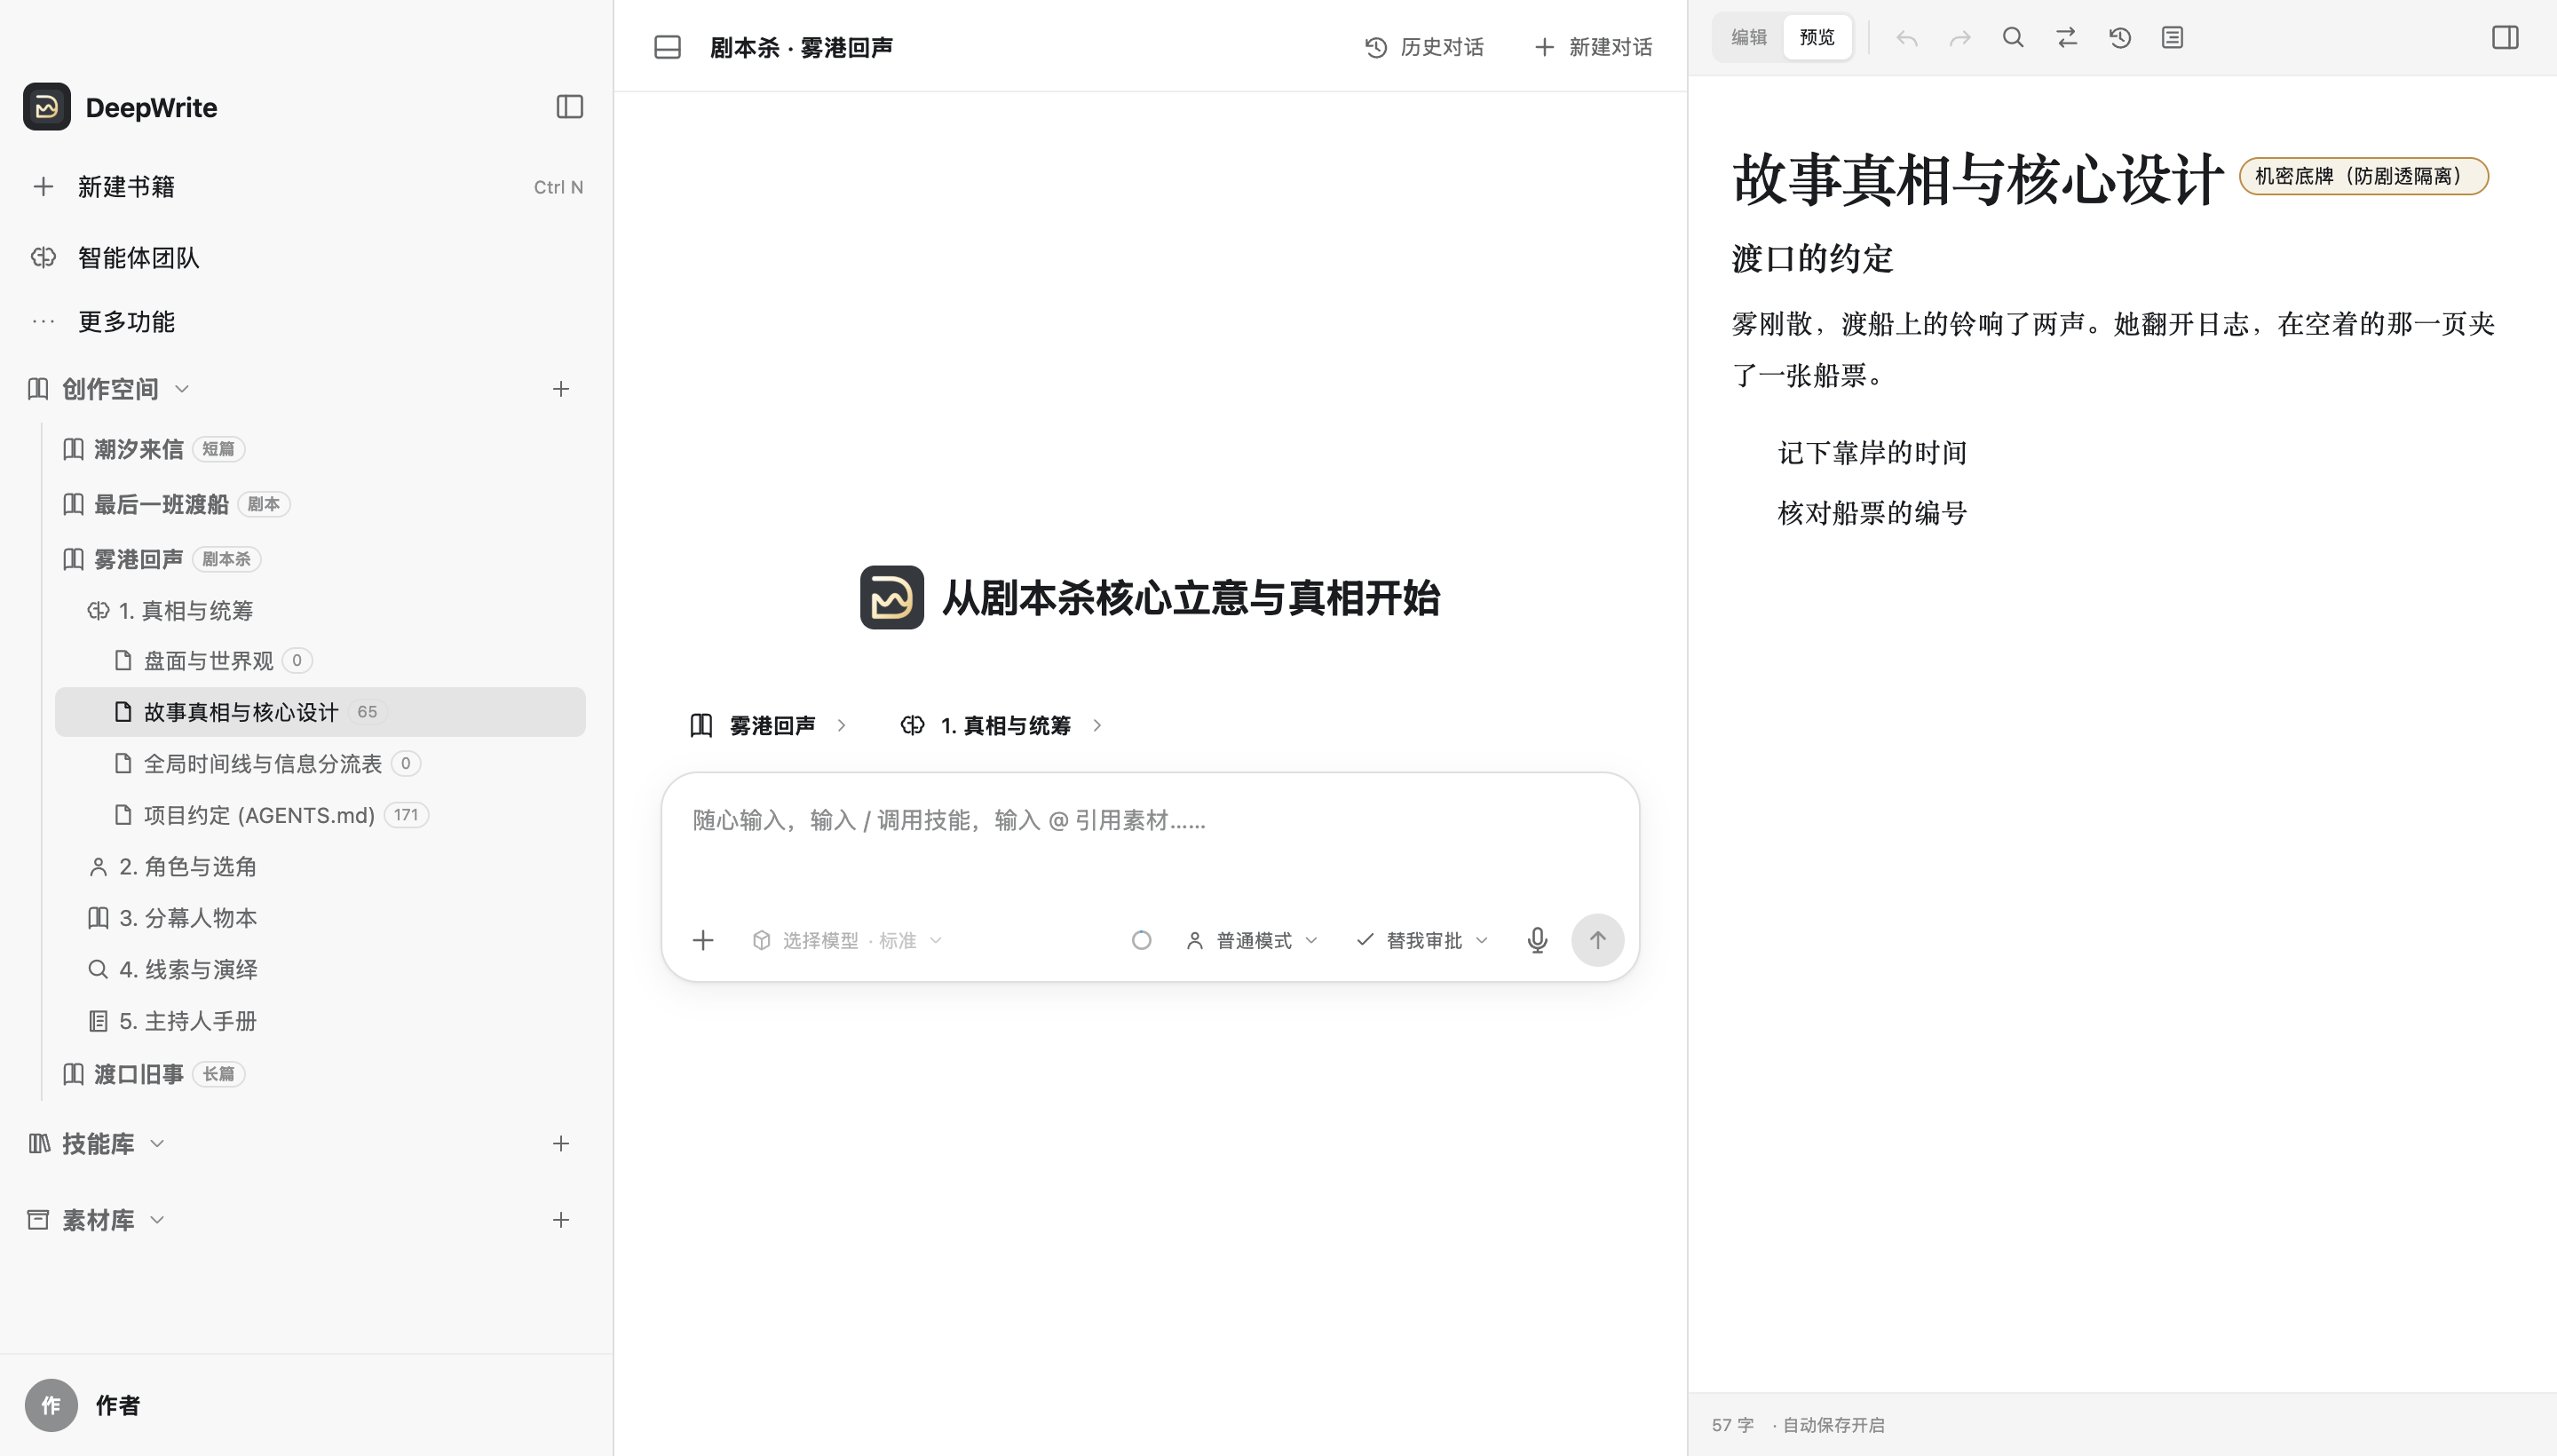 DeepWrite
新建书籍 Ctrl N
智能体团队
更多功能
创作空间
潮汐来信 短篇
最后一班渡船 剧本
雾港回声 剧本杀
1. 真相与统筹
盘面与世界观 0
故事真相与核心设计 65
全局时间线与信息分流表 0
项目约定 (AGENTS.md) 171
2. 角色与选角
3. 分幕人物本
4. 线索与演绎
5. 主持人手册
渡口旧事 长篇
技能库
素材库
作 作者
剧本杀 · 雾港回声
历史对话
新建对话
从剧本杀核心立意与真相开始
雾港回声
1. 真相与统筹
随心输入，输入 / 调用技能，输入 @ 引用素材……
选择模型 · 标准
普通模式
替我审批
编辑 预览
故事真相与核心设计 机密底牌（防剧透隔离）
渡口的约定
雾刚散，渡船上的铃响了两声。她翻开日志，在空着的那一页夹
了一张船票。
记下靠岸的时间
核对船票的编号
57 字 · 自动保存开启